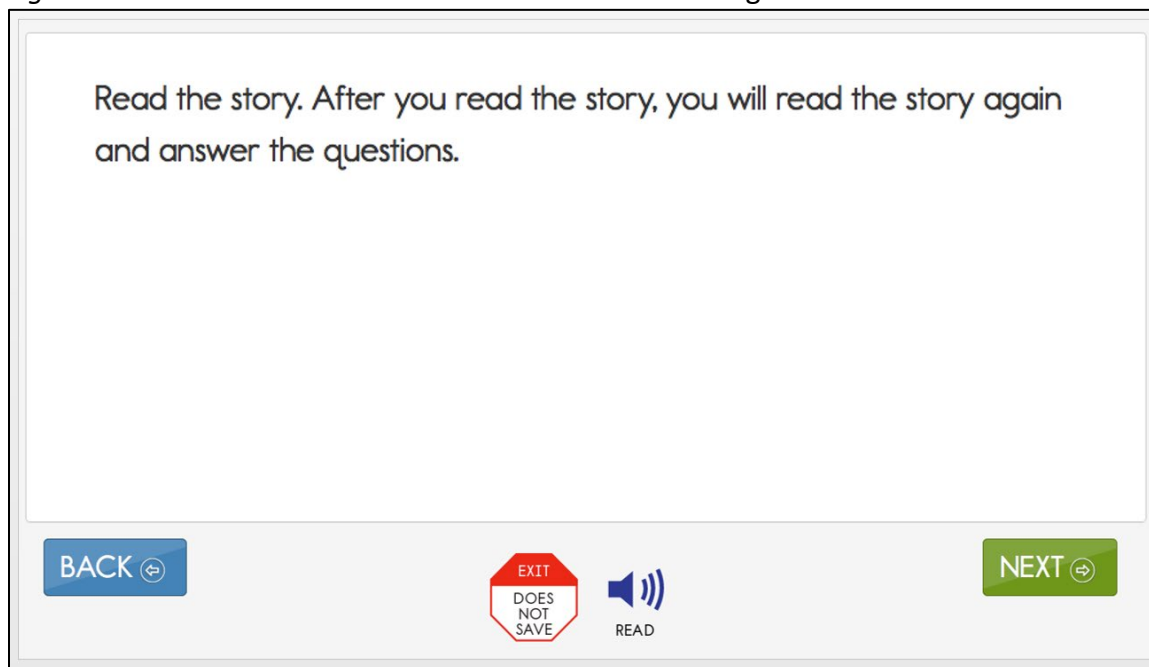 Read the story. After you read the story, you will read the story again
and answer the questions.
BACK
EXIT
DOES
NOT
SAVE
READ
NEXT